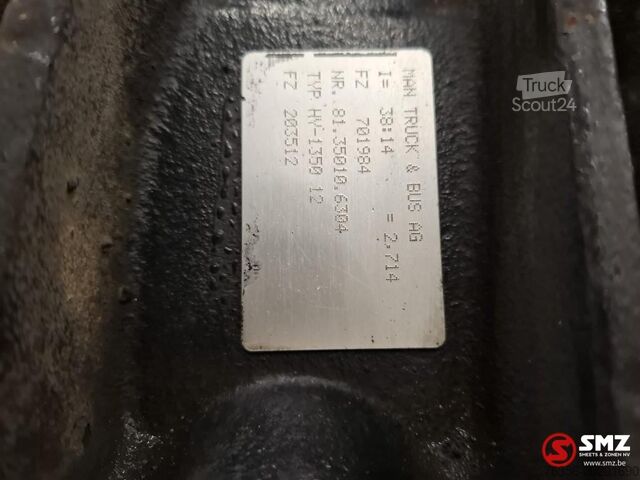 MAN TRUCK & BUS AG
I= 38:14 = 2,714
FZ 701984
NR. 81.35010.6304
TYP HY-1350 12
FZ 203512
Truck
Scout24
SMZ
SHEETS & ZONEN NV
www.smz.be